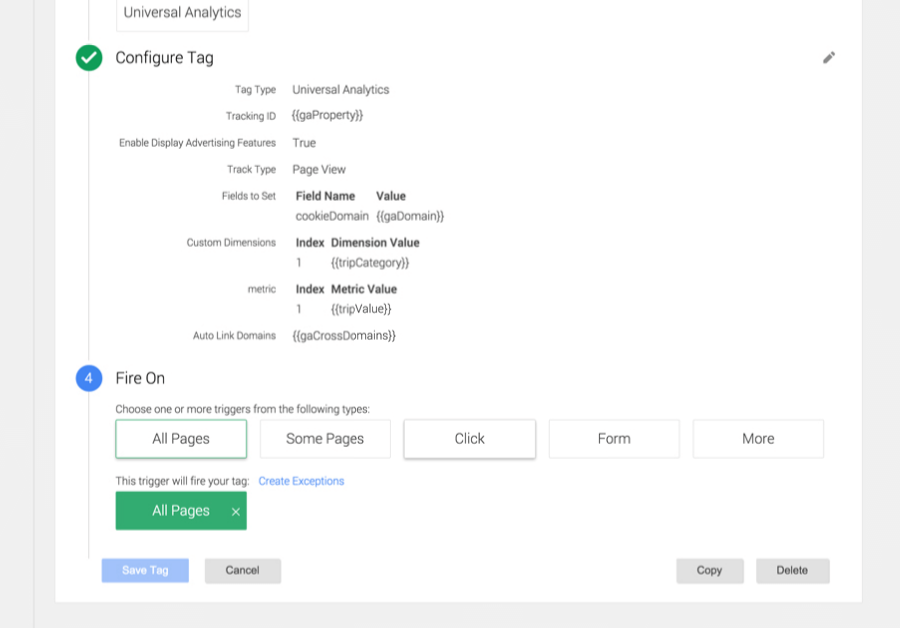 Universal Analytics
Configure Tag
Tag Type Universal Analytics
Tracking ID {{gaProperty}}
Enable Display Advertising Features True
Track Type Page View
Fields to Set Field Name Value
cookieDomain {{gaDomain}}
Custom Dimensions Index Dimension Value
1 {{tripCategory}}
metric Index Metric Value
1 {{tripValue}}
Auto Link Domains {{gaCrossDomains}}
4 Fire On
Choose one or more triggers from the following types:
All Pages Some Pages Click Form More
This trigger will fire your tag: Create Exceptions
All Pages ×
Save Tag Cancel Copy Delete